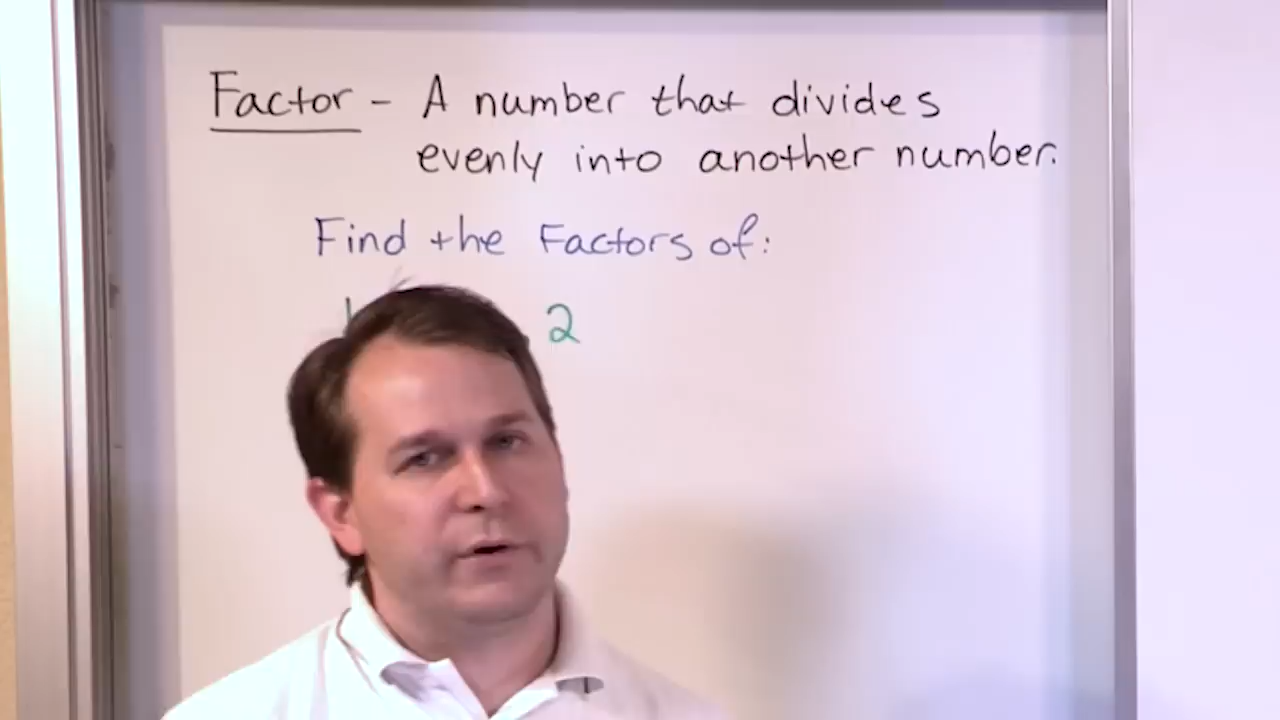 Factor - A number that divides
evenly into another number.
Find the Factors of:
2